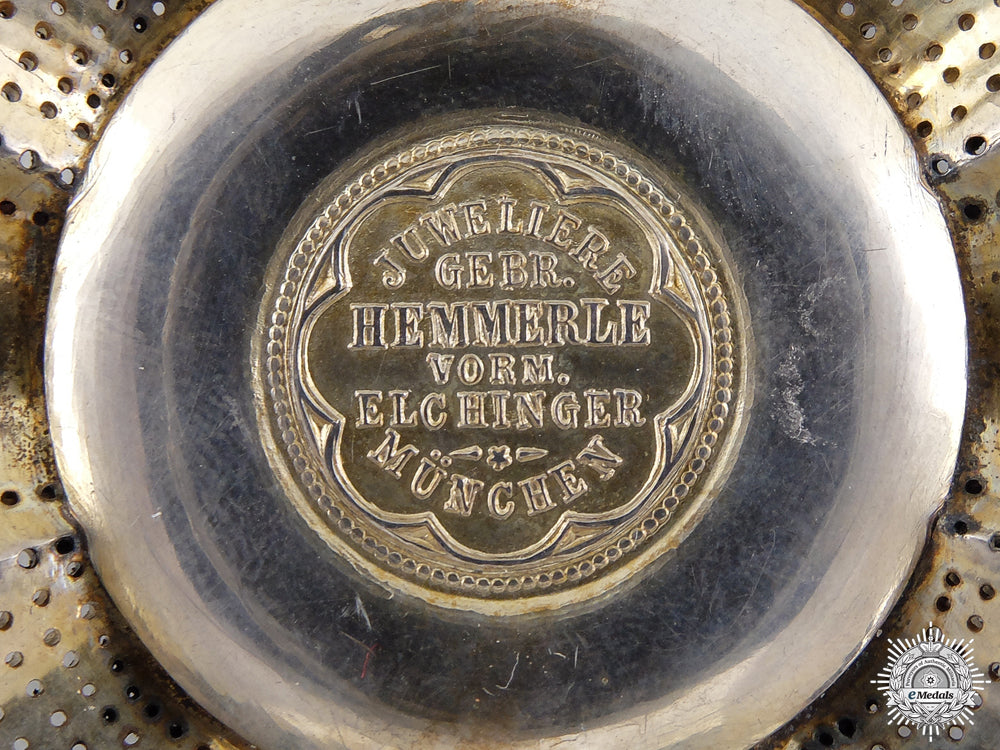 JUWELIERE
GEBR.
HEMMERLE
VORM.
ELCHINGER
MÜNCHEN
eMedals